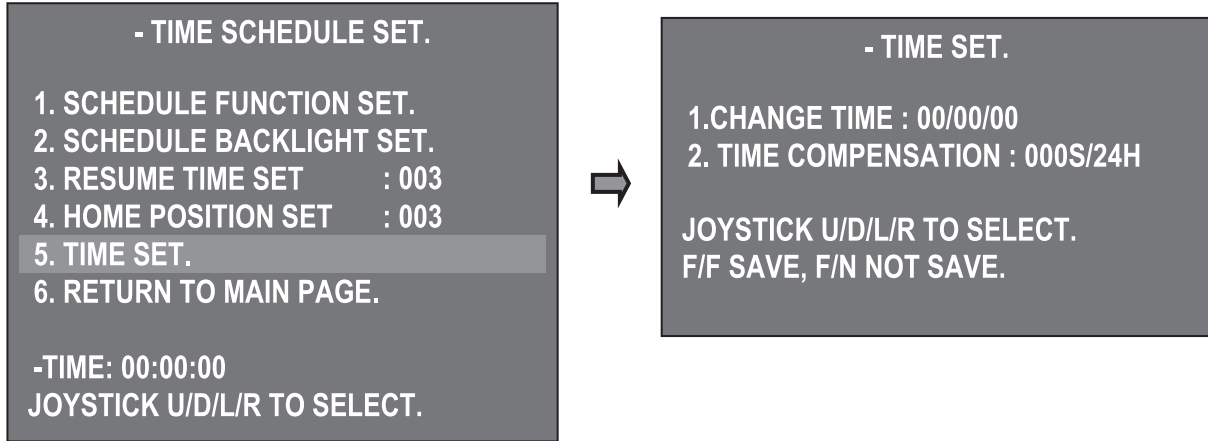 - TIME SCHEDULE SET.
1. SCHEDULE FUNCTION SET.
2. SCHEDULE BACKLIGHT SET.
3. RESUME TIME SET : 003
4. HOME POSITION SET : 003
5. TIME SET.
6. RETURN TO MAIN PAGE.
-TIME: 00:00:00
JOYSTICK U/D/L/R TO SELECT.
- TIME SET.
1.CHANGE TIME : 00/00/00
2. TIME COMPENSATION : 000S/24H
JOYSTICK U/D/L/R TO SELECT.
F/F SAVE, F/N NOT SAVE.